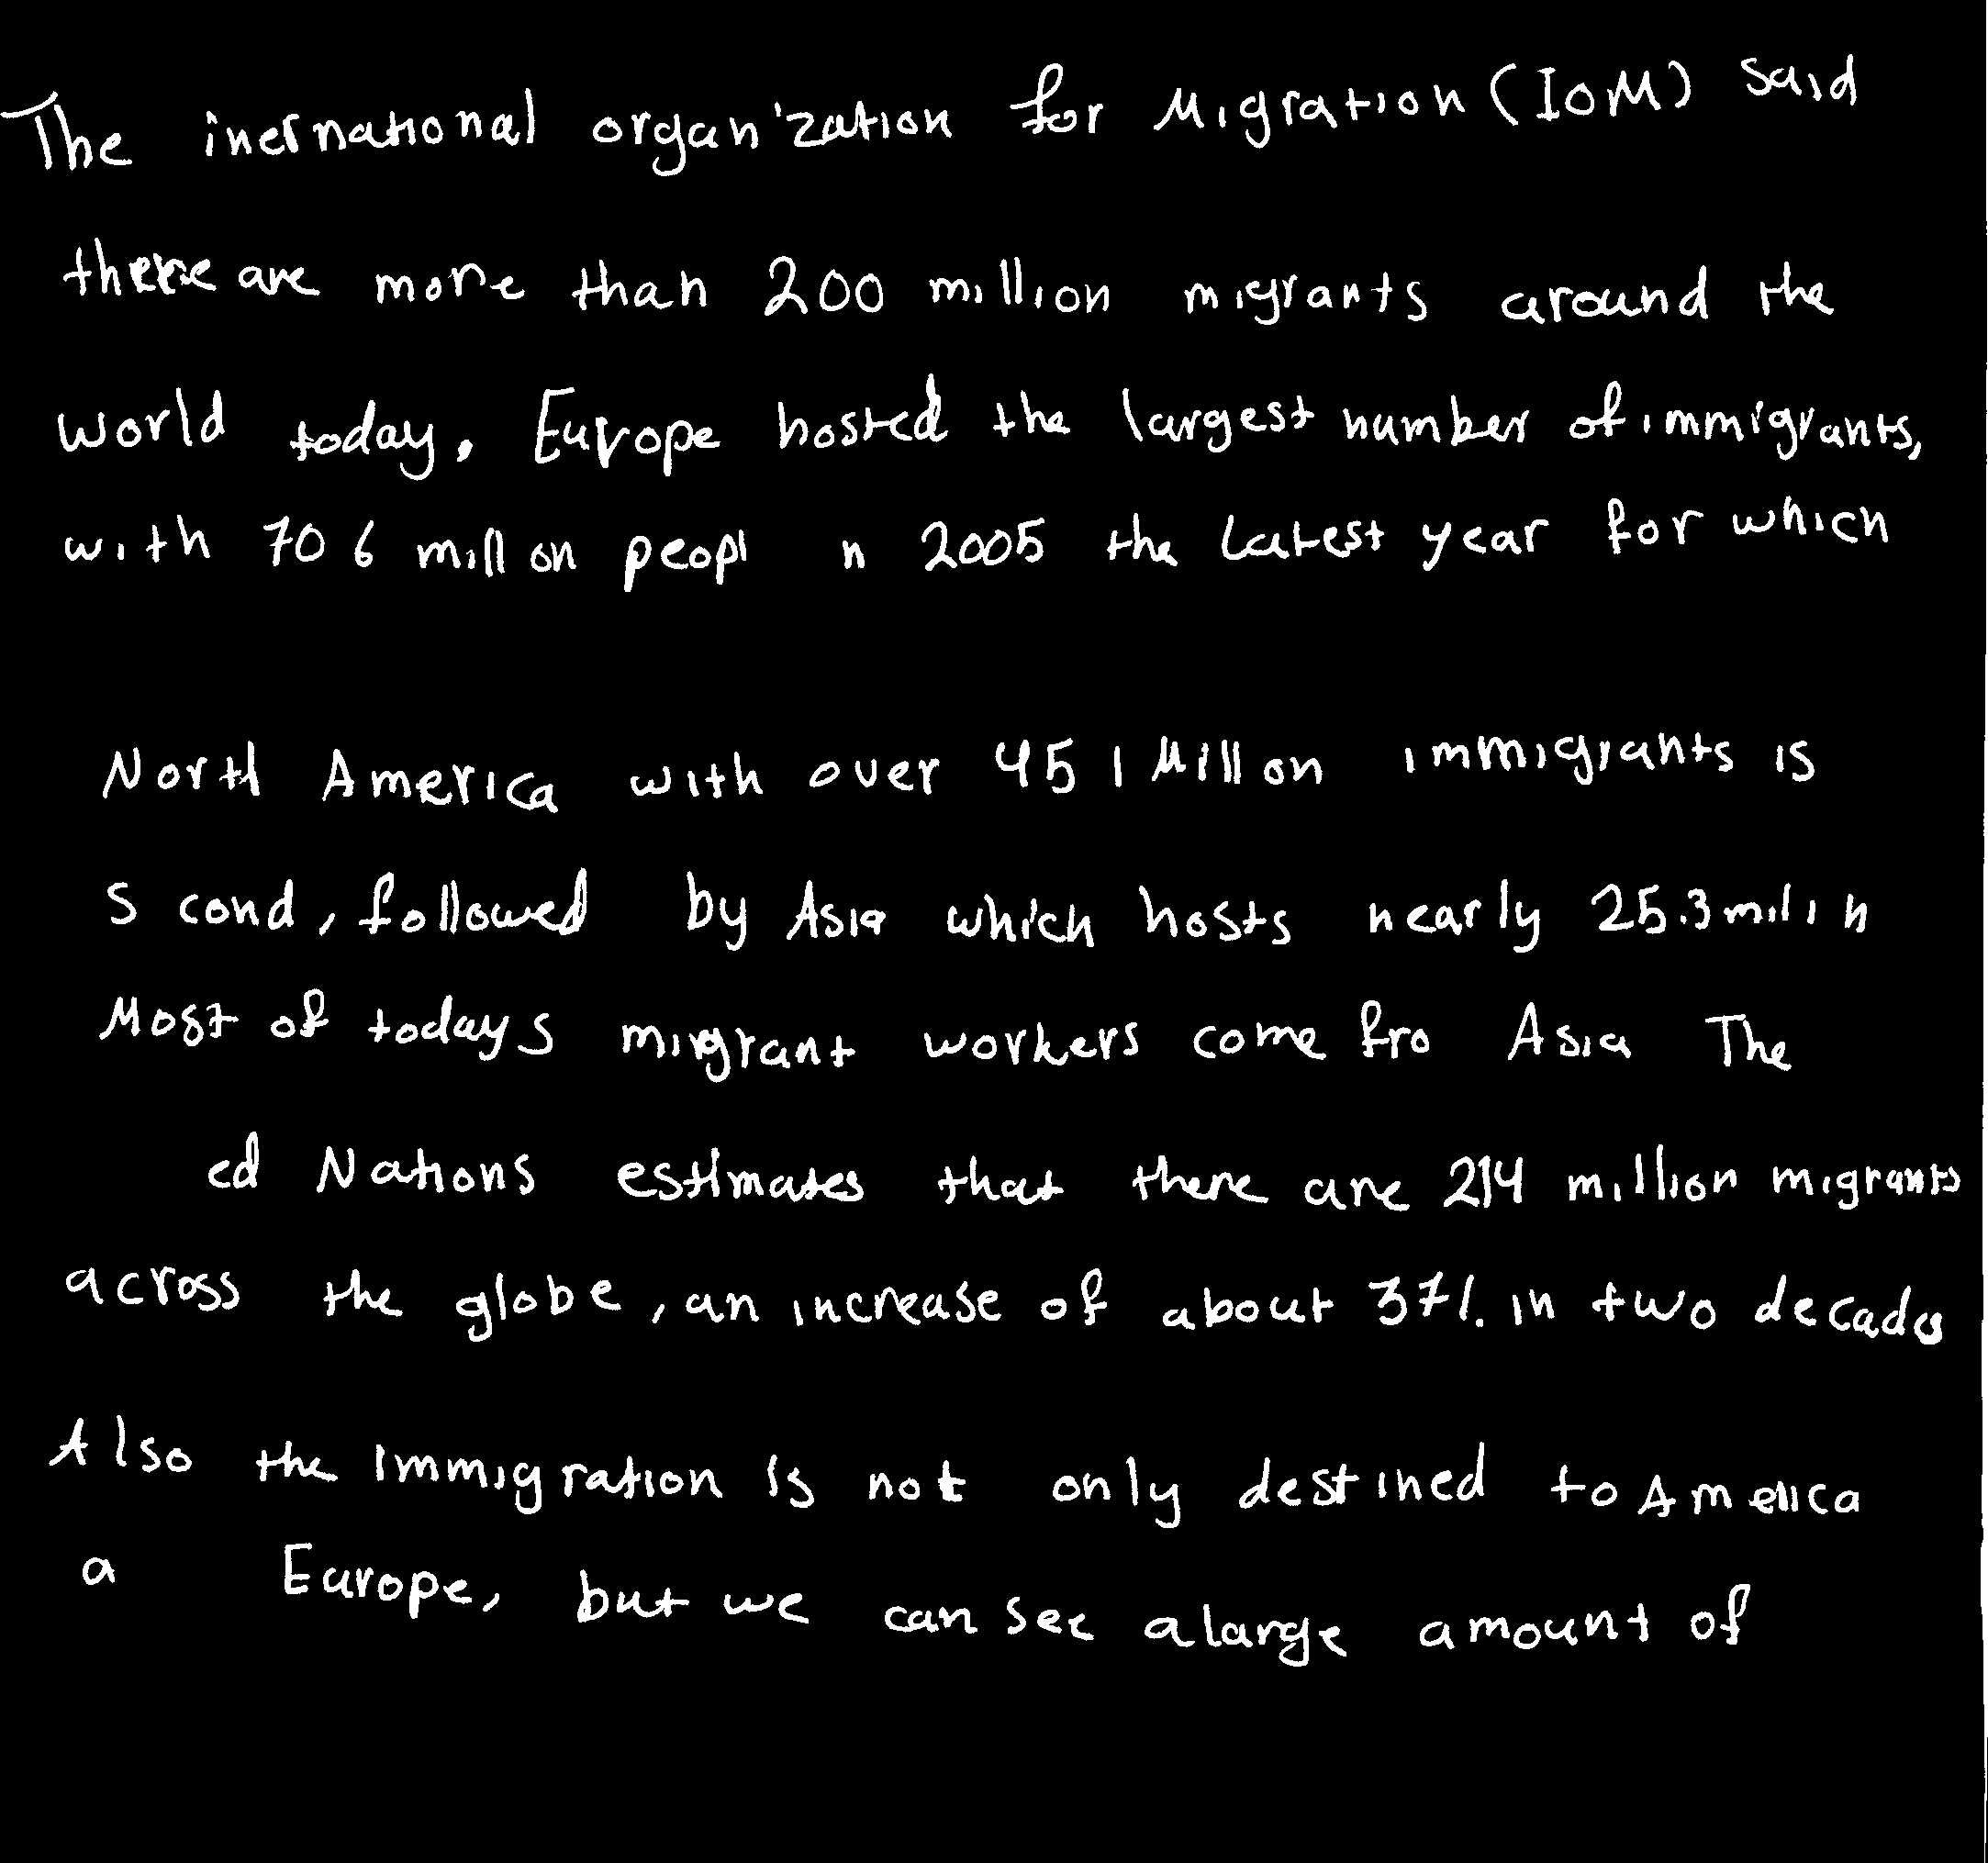 The inernational organization for Migration (IOM) said
there are more than 200 million migrants around the
world today. Europe hosted the largest number of immigrants,
with 70 6 mill on peopl n 2005 the latest year for which
North America with over 45 1 Mill on immigrants is
s cond, followed by Asia which hosts nearly 25.3 mili n
Most of todays migrant workers come fro Asia The
ed Nations estimates that there are 214 million migrants
across the globe, an increase of about 37%. in two decades
Also the immigration is not only destined to America
a Europe, but we can see a large amount of